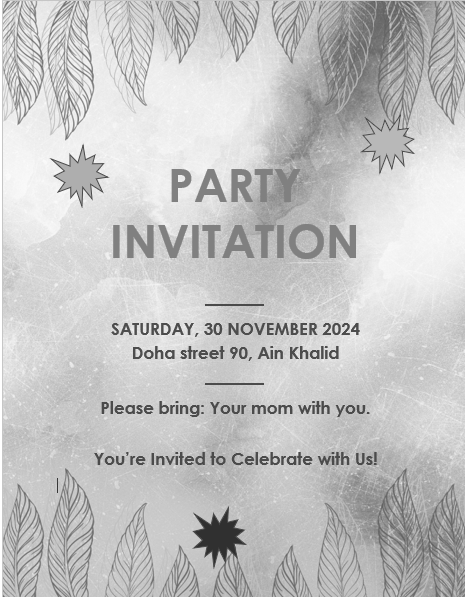 PARTY
INVITATION
SATURDAY, 30 NOVEMBER 2024
Doha street 90, Ain Khalid
Please bring: Your mom with you.
You’re Invited to Celebrate with Us!